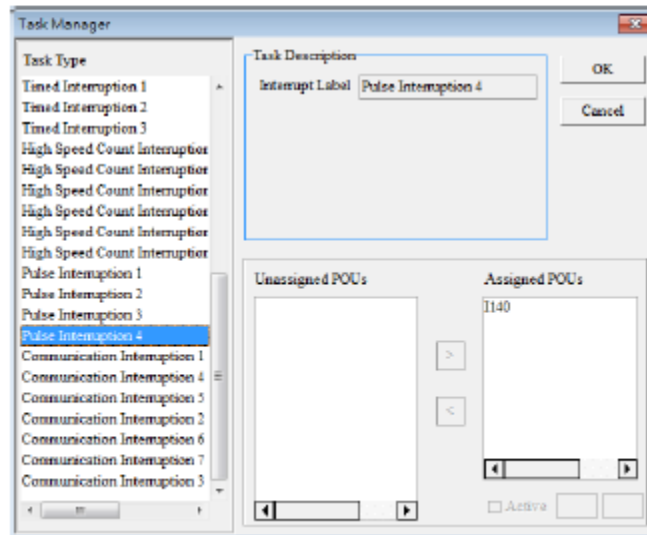 Task Manager
Task Type
Timed Interruption 1
Timed Interruption 2
Timed Interruption 3
High Speed Count Interruption
High Speed Count Interruption
High Speed Count Interruption
High Speed Count Interruption
High Speed Count Interruption
High Speed Count Interruption
Pulse Interruption 1
Pulse Interruption 2
Pulse Interruption 3
Pulse Interruption 4
Communication Interruption 1
Communication Interruption 4
Communication Interruption 5
Communication Interruption 2
Communication Interruption 6
Communication Interruption 7
Communication Interruption 3
Task Description
Interrupt Label Pulse Interruption 4
OK
Cancel
Unassigned POUs
>
<
Assigned POUs
I140
Active